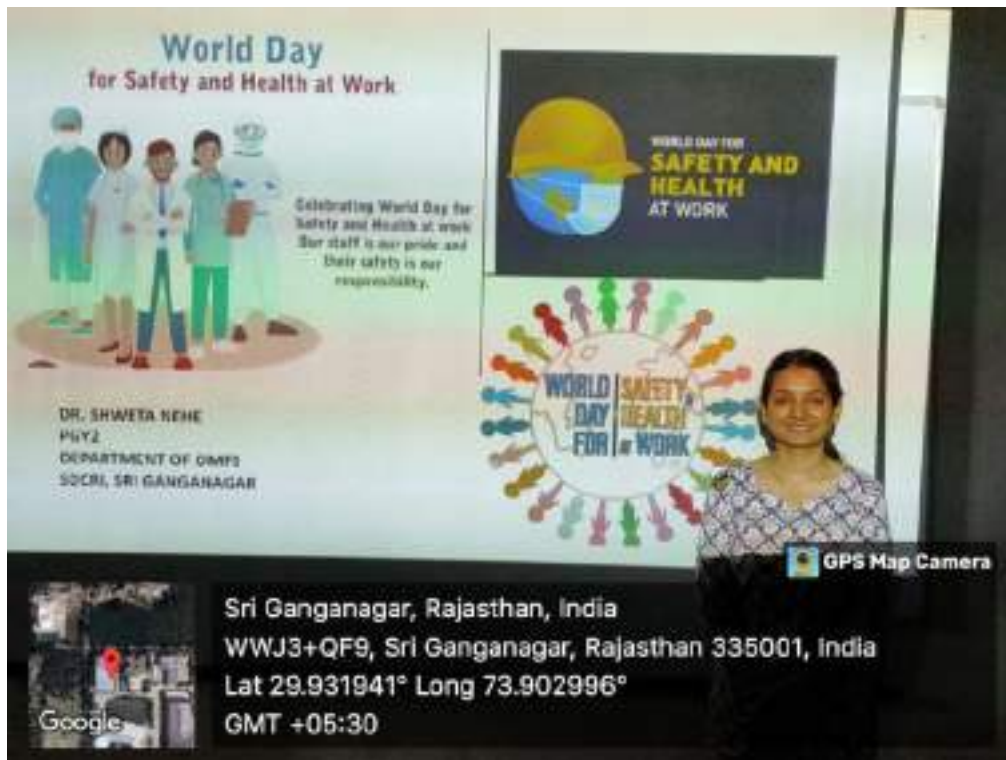 World Day
for Safety and Health at Work
Celebrating World Day for
Safety and Health at work
Our staff is our pride and
their safety is our
responsibility.
WORLD DAY FOR
SAFETY AND
HEALTH
AT WORK
WORLD SAFETY
DAY HEALTH
FOR at WORK
DR. SHWETA NEHE
PGY2
DEPARTMENT OF OMFS
SDCRI, SRI GANGANAGAR
GPS Map Camera
Sri Ganganagar, Rajasthan, India
WWJ3+QF9, Sri Ganganagar, Rajasthan 335001, India
Lat 29.931941° Long 73.902996°
GMT +05:30
Google